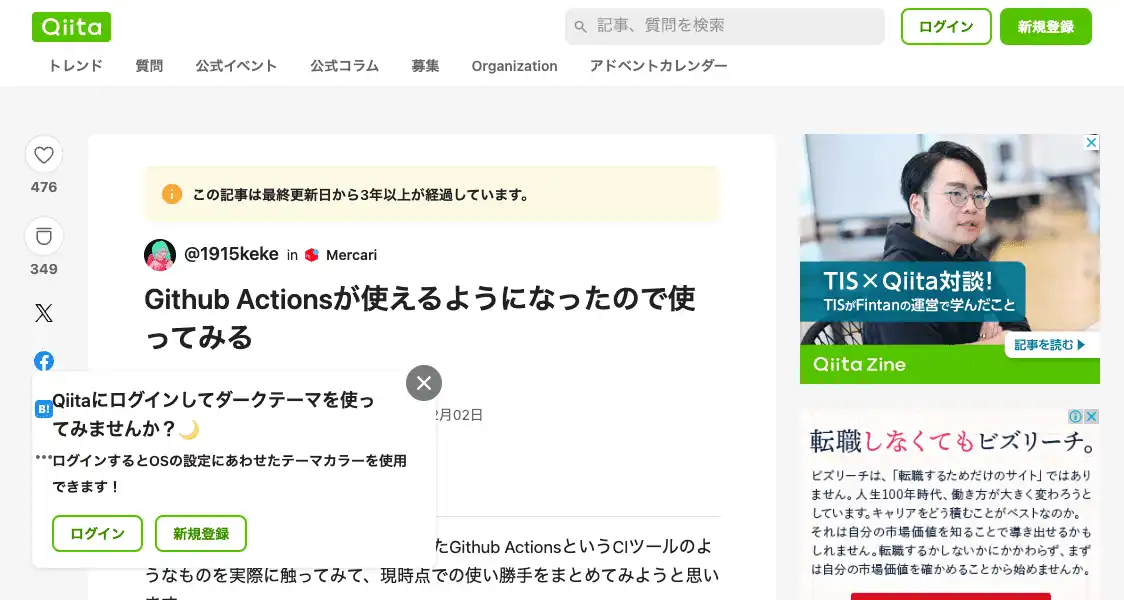 Qiita
記事、質問を検索
ログイン
新規登録
トレンド
質問
公式イベント
公式コラム
募集
Organization
アドベントカレンダー
476
349
B!
この記事は最終更新日から3年以上が経過しています。
@1915keke in Mercari
Github Actionsが使えるようになったので使
ってみる
2月02日
Qiitaにログインしてダークテーマを使っ
てみませんか？🌙
ログインするとOSの設定にあわせたテーマカラーを使用
できます！
ログイン
新規登録
たGithub ActionsというCIツールのよ
うなものを実際に触ってみて、現時点での使い勝手をまとめてみようと思い
ます
TIS×Qiita対談!
TISがFintanの運営で学んだこと
記事を読む
Qiita Zine
転職しなくてもビズリーチ。
ビズリーチは、「転職するためだけのサイト」ではあり
ません。人生100年時代、働き方が大きく変わろうと
しています。キャリアをどう積むことがベストなのか。
それは自分の市場価値を知ることで導き出せるかも
しれません。転職するかしないかにかかわらず、まず
は自分の市場価値を確かめることから始めませんか。